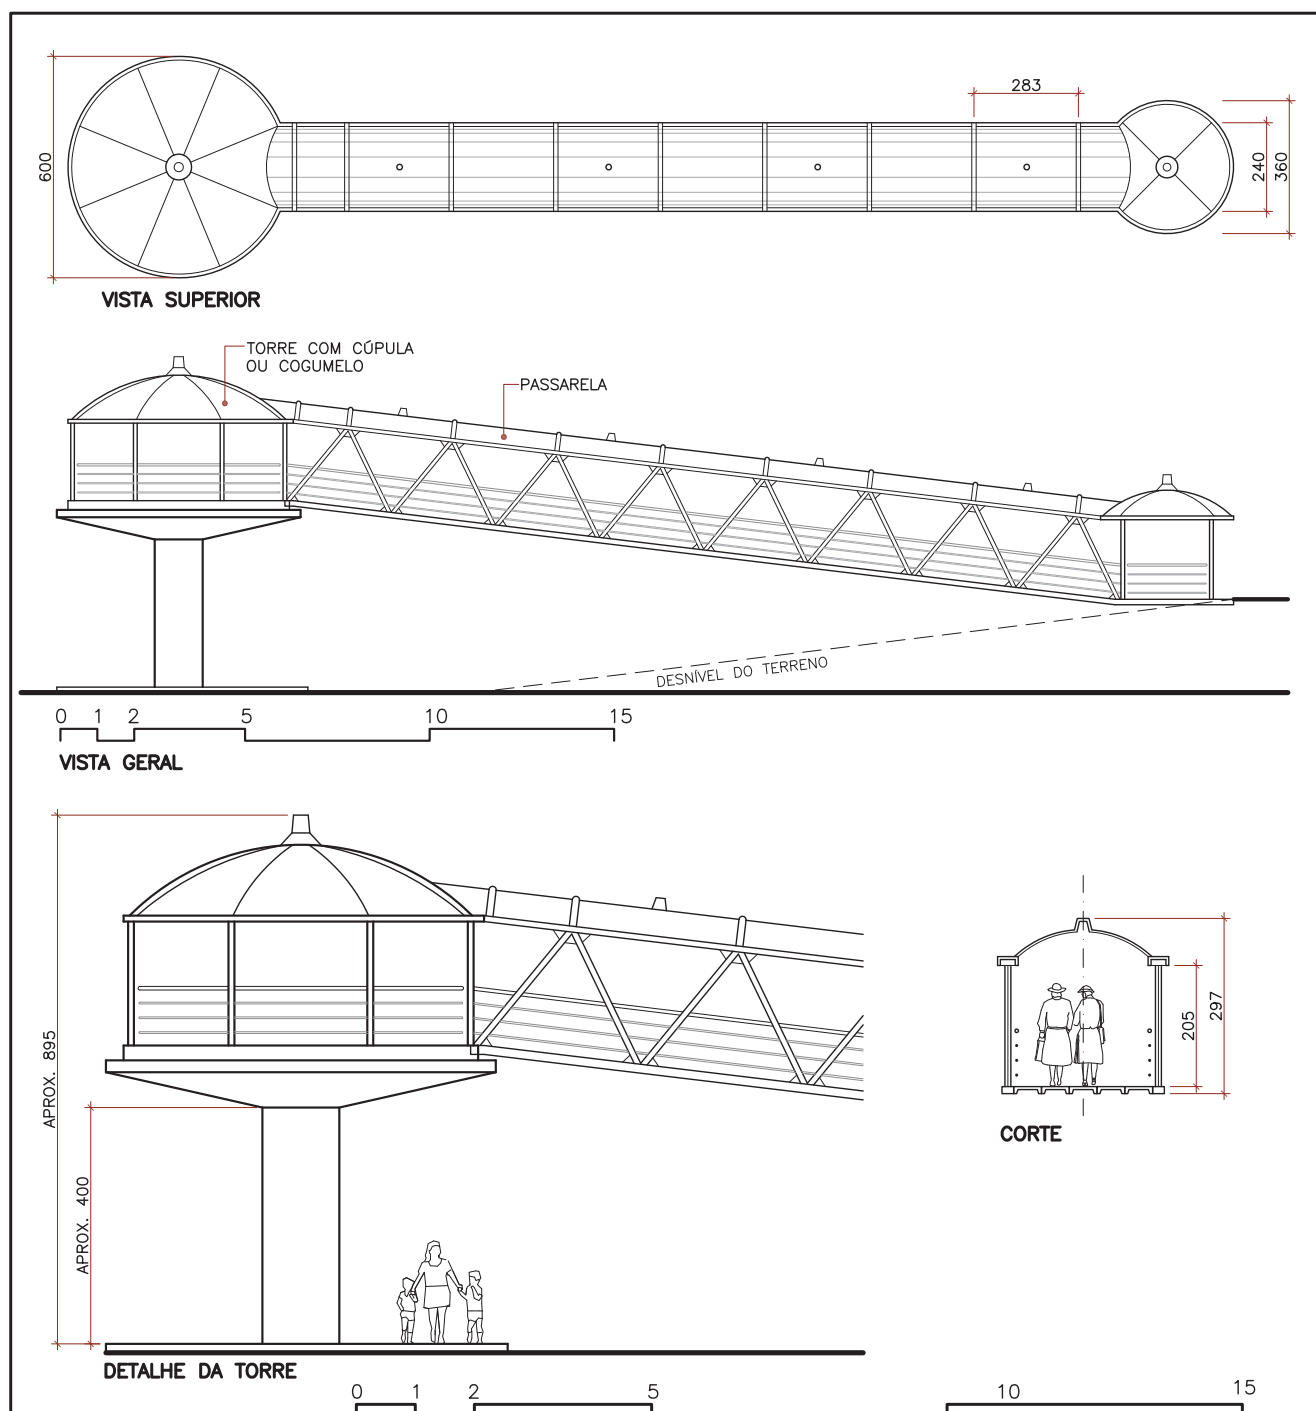 283
600
240
360
VISTA SUPERIOR
TORRE COM CÚPULA
OU COGUMELO
PASSARELA
DESNÍVEL DO TERRENO
0 1 2 5 10 15
VISTA GERAL
APROX. 895
APROX. 400
205
297
CORTE
DETALHE DA TORRE
0 1 2 5 10 15